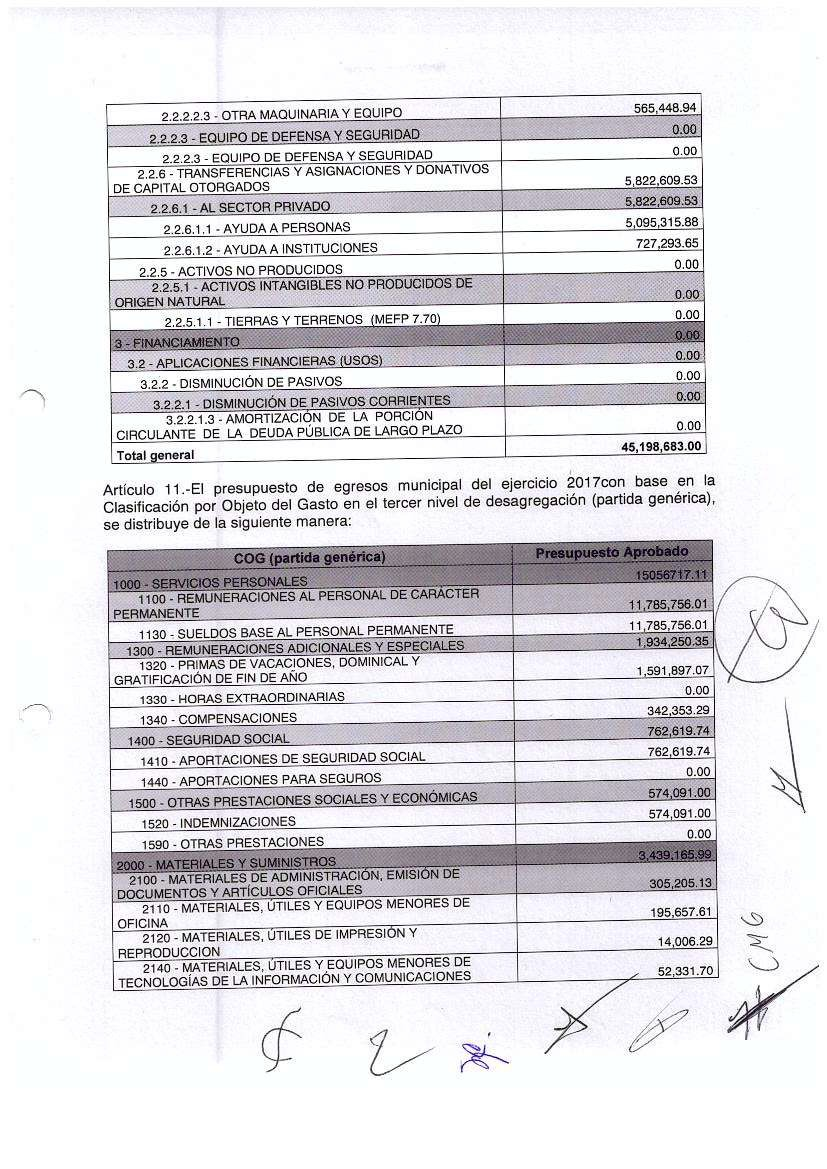 2.2.2.2.3 - OTRA MAQUINARIA Y EQUIPO 565,448.94
2.2.2.3 - EQUIPO DE DEFENSA Y SEGURIDAD 0.00
2.2.2.3 - EQUIPO DE DEFENSA Y SEGURIDAD 0.00
2.2.6 - TRANSFERENCIAS Y ASIGNACIONES Y DONATIVOS
DE CAPITAL OTORGADOS 5,822,609.53
2.2.6.1 - AL SECTOR PRIVADO 5,822,609.53
2.2.6.1.1 - AYUDA A PERSONAS 5,095,315.88
2.2.6.1.2 - AYUDA A INSTITUCIONES 727,293.65
2.2.5 - ACTIVOS NO PRODUCIDOS 0.00
2.2.5.1 - ACTIVOS INTANGIBLES NO PRODUCIDOS DE
ORIGEN NATURAL 0.00
2.2.5.1.1 - TIERRAS Y TERRENOS (MEFP 7.70) 0.00
3 - FINANCIAMIENTO 0.00
3.2 - APLICACIONES FINANCIERAS (USOS) 0.00
3.2.2 - DISMINUCIÓN DE PASIVOS 0.00
3.2.2.1 - DISMINUCIÓN DE PASIVOS CORRIENTES 0.00
3.2.2.1.3 - AMORTIZACIÓN DE LA PORCIÓN
CIRCULANTE DE LA DEUDA PÚBLICA DE LARGO PLAZO 0.00
Total general 45,198,683.00
Artículo 11.-El presupuesto de egresos municipal del ejercicio 2017con base en la
Clasificación por Objeto del Gasto en el tercer nivel de desagregación (partida genérica),
se distribuye de la siguiente manera:
COG (partida genérica) Presupuesto Aprobado
1000 - SERVICIOS PERSONALES 15056717.11
1100 - REMUNERACIONES AL PERSONAL DE CARÁCTER
PERMANENTE 11,785,756.01
1130 - SUELDOS BASE AL PERSONAL PERMANENTE 11,785,756.01
1300 - REMUNERACIONES ADICIONALES Y ESPECIALES 1,934,250.35
1320 - PRIMAS DE VACACIONES, DOMINICAL Y
GRATIFICACIÓN DE FIN DE AÑO 1,591,897.07
1330 - HORAS EXTRAORDINARIAS 0.00
1340 - COMPENSACIONES 342,353.29
1400 - SEGURIDAD SOCIAL 762,619.74
1410 - APORTACIONES DE SEGURIDAD SOCIAL 762,619.74
1440 - APORTACIONES PARA SEGUROS 0.00
1500 - OTRAS PRESTACIONES SOCIALES Y ECONÓMICAS 574,091.00
1520 - INDEMNIZACIONES 574,091.00
1590 - OTRAS PRESTACIONES 0.00
2000 - MATERIALES Y SUMINISTROS 3,439,165.99
2100 - MATERIALES DE ADMINISTRACIÓN, EMISIÓN DE
DOCUMENTOS Y ARTÍCULOS OFICIALES 305,205.13
2110 - MATERIALES, ÚTILES Y EQUIPOS MENORES DE
OFICINA 195,657.61
2120 - MATERIALES, ÚTILES DE IMPRESIÓN Y
REPRODUCCION 14,006.29
2140 - MATERIALES, ÚTILES Y EQUIPOS MENORES DE
TECNOLOGÍAS DE LA INFORMACIÓN Y COMUNICACIONES 52,331.70
CMG